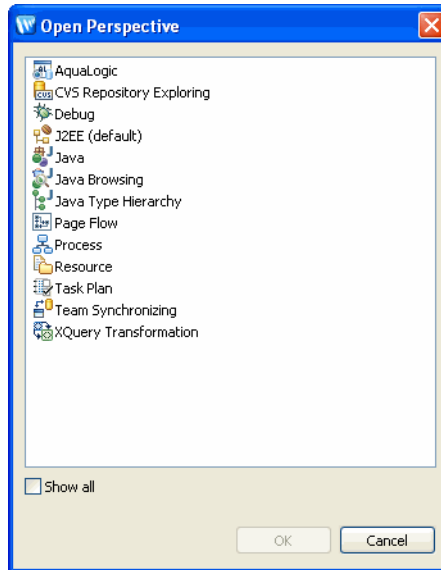 Open Perspective
AquaLogic
CVS Repository Exploring
Debug
J2EE (default)
Java
Java Browsing
Java Type Hierarchy
Page Flow
Process
Resource
Task Plan
Team Synchronizing
XQuery Transformation
Show all
OK
Cancel